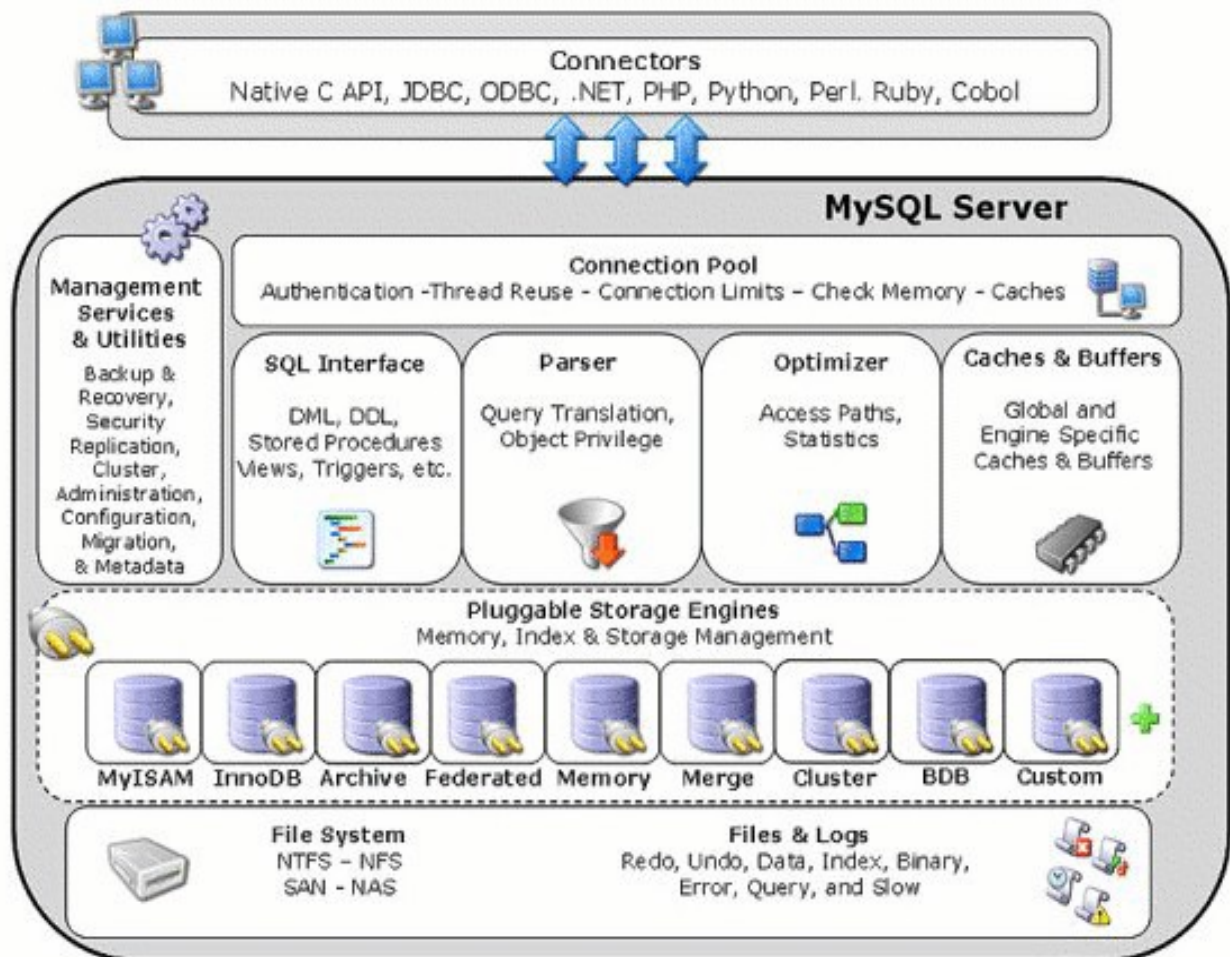 Connectors
Native C API, JDBC, ODBC, .NET, PHP, Python, Perl. Ruby, Cobol
MySQL Server
Management
Services
& Utilities
Backup &
Recovery,
Security
Replication,
Cluster,
Administration,
Configuration,
Migration,
& Metadata
Connection Pool
Authentication -Thread Reuse - Connection Limits – Check Memory - Caches
SQL Interface
DML, DDL,
Stored Procedures
Views, Triggers, etc.
Parser
Query Translation,
Object Privilege
Optimizer
Access Paths,
Statistics
Caches & Buffers
Global and
Engine Specific
Caches & Buffers
Pluggable Storage Engines
Memory, Index & Storage Management
MyISAM InnoDB Archive Federated Memory Merge Cluster BDB Custom
File System
NTFS – NFS
SAN - NAS
Files & Logs
Redo, Undo, Data, Index, Binary,
Error, Query, and Slow